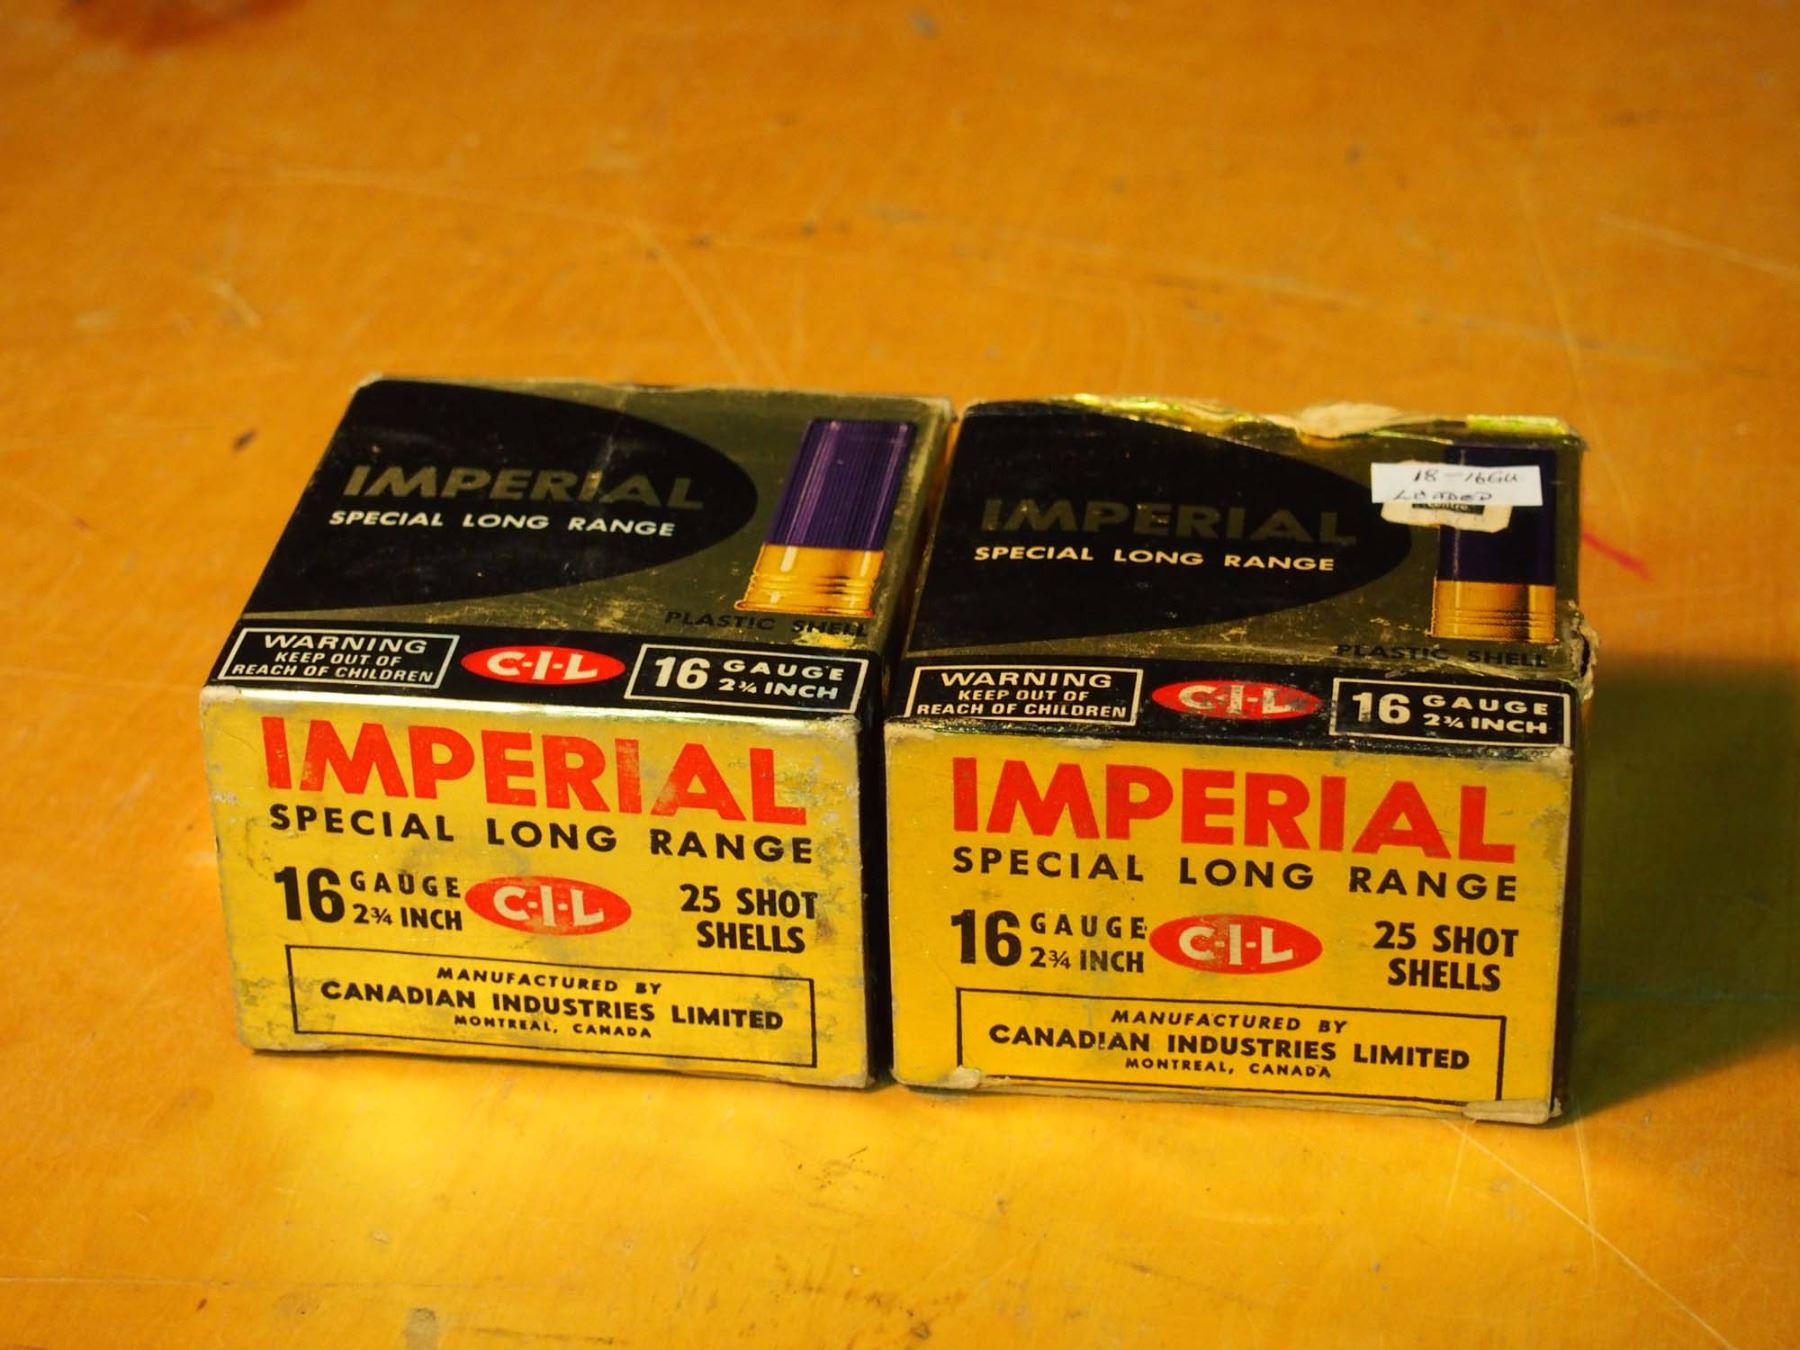 IMPERIAL
SPECIAL LONG RANGE
PLASTIC SHELL
WARNING
KEEP OUT OF
REACH OF CHILDREN
C-I-L
16 GAUGE
2¾ INCH
IMPERIAL
SPECIAL LONG RANGE
16 GAUGE
2¾ INCH
C-I-L
25 SHOT
SHELLS
MANUFACTURED BY
CANADIAN INDUSTRIES LIMITED
MONTREAL, CANADA
IMPERIAL
SPECIAL LONG RANGE
18-16GU
LOADED
PLASTIC SHELL
WARNING
KEEP OUT OF
REACH OF CHILDREN
C-I-L
16 GAUGE
2¾ INCH
IMPERIAL
SPECIAL LONG RANGE
16 GAUGE
2¾ INCH
C-I-L
25 SHOT
SHELLS
MANUFACTURED BY
CANADIAN INDUSTRIES LIMITED
MONTREAL, CANADA